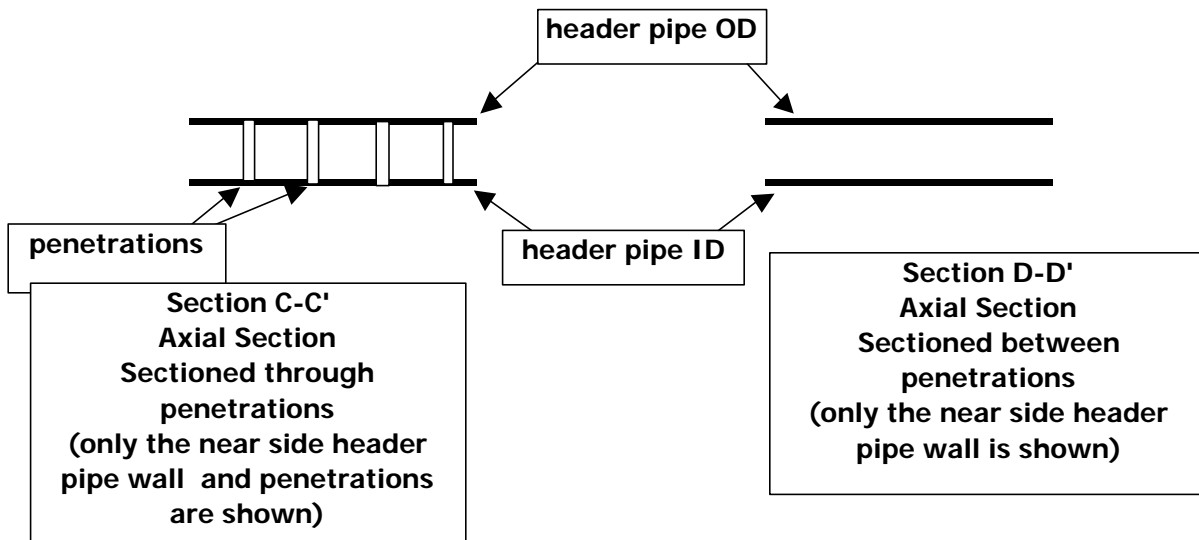 header pipe OD
penetrations
header pipe ID
Section C-C'
Axial Section
Sectioned through
penetrations
(only the near side header
pipe wall and penetrations
are shown)
Section D-D'
Axial Section
Sectioned between
penetrations
(only the near side header
pipe wall is shown)